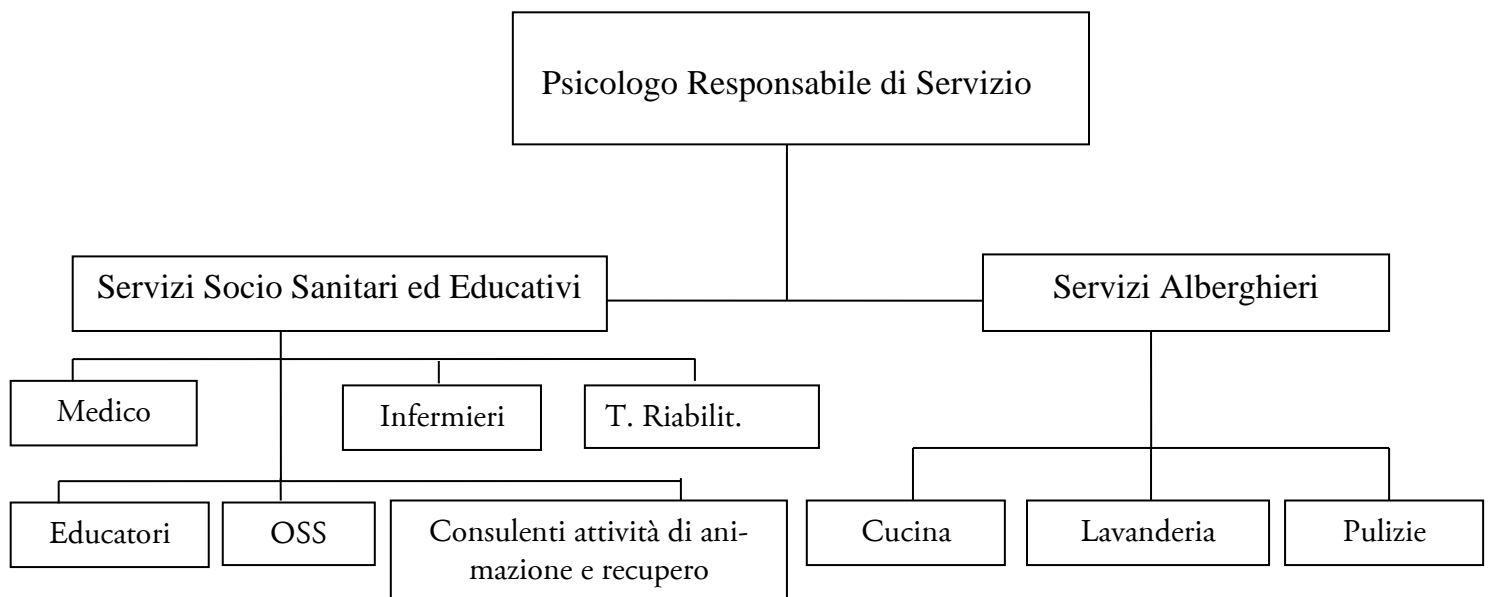 Psicologo Responsabile di Servizio
Servizi Socio Sanitari ed Educativi
Servizi Alberghieri
Medico
Infermieri
T. Riabilit.
Educatori
OSS
Consulenti attività di ani-
mazione e recupero
Cucina
Lavanderia
Pulizie